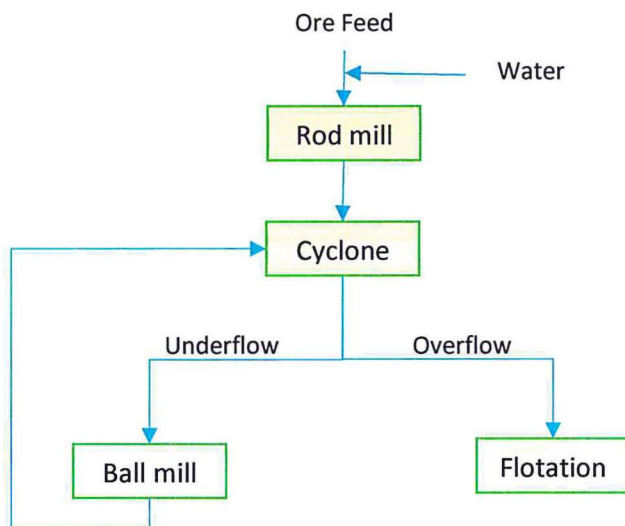 Ore Feed
Water
Rod mill
Cyclone
Underflow
Overflow
Ball mill
Flotation